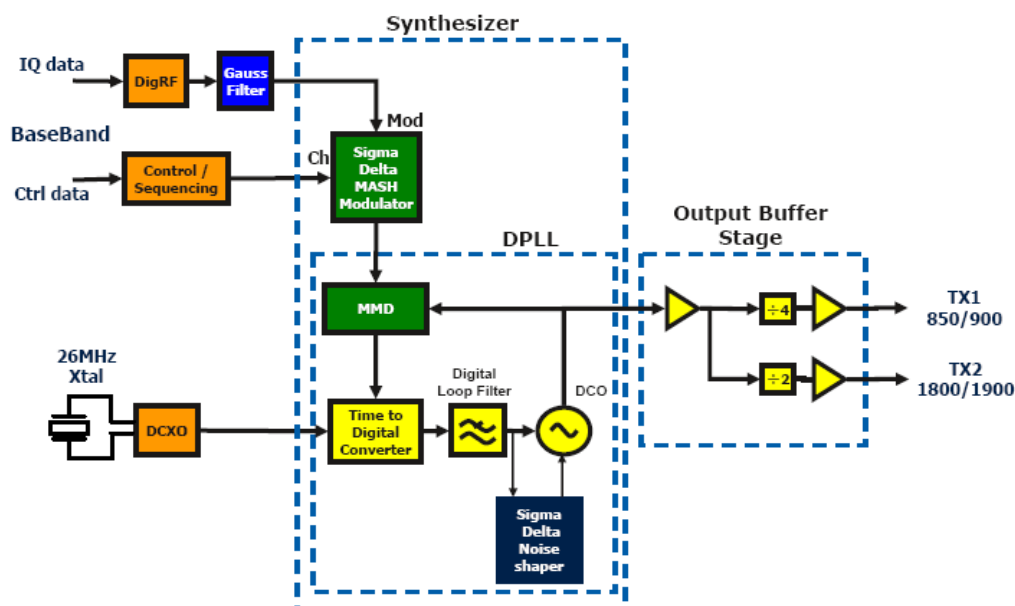 Synthesizer
IQ data
DigRF
Gauss
Filter
Mod
BaseBand
Ch
Sigma
Delta
MASH
Modulator
Control /
Sequencing
Ctrl data
Output Buffer
Stage
DPLL
MMD
÷4
TX1
850/900
26MHz
Xtal
Digital
Loop Filter
DCO
÷2
TX2
1800/1900
DCXO
Time to
Digital
Converter
Sigma
Delta
Noise
shaper